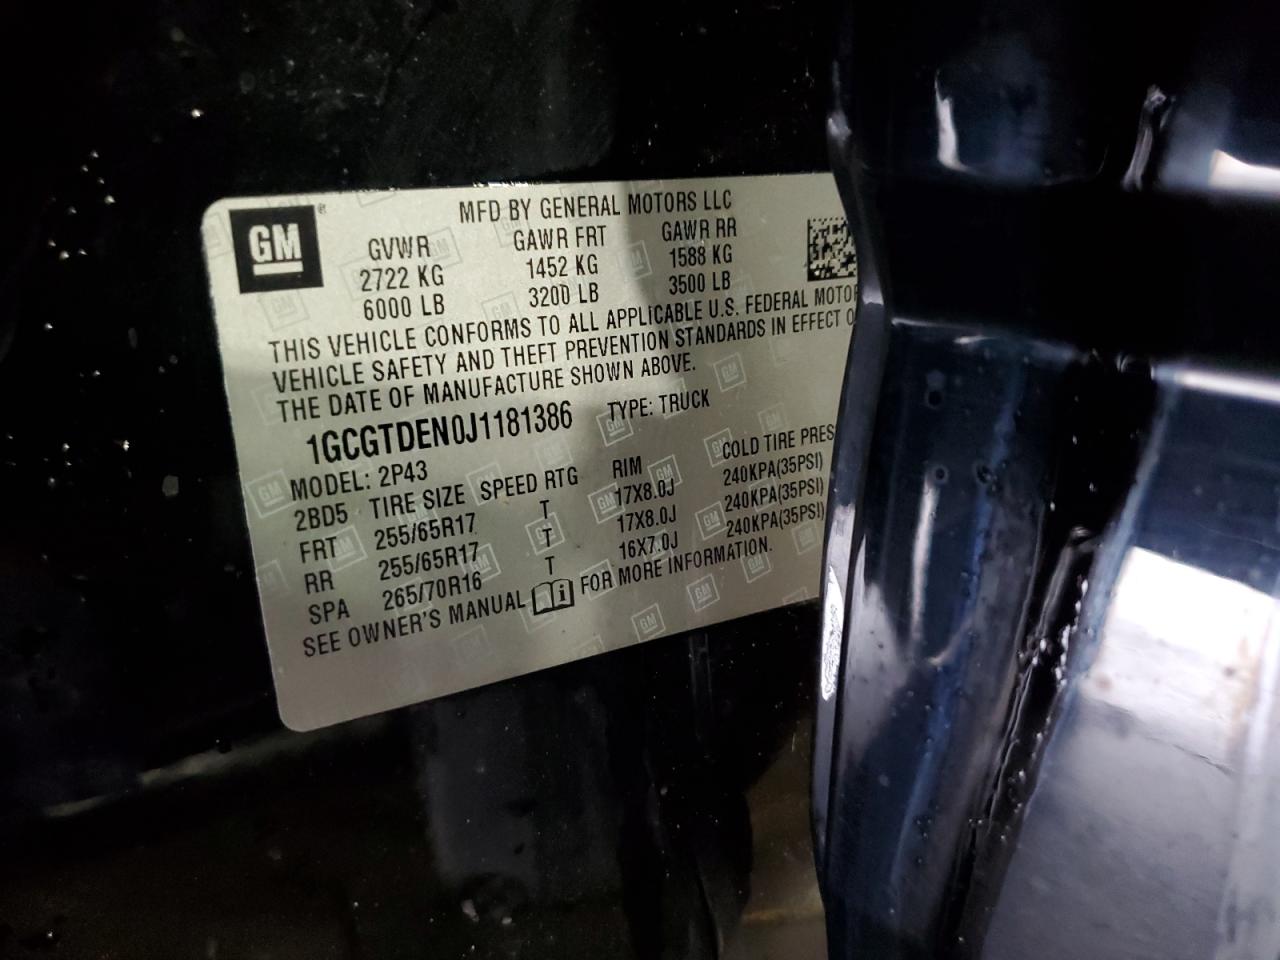 GM
MFD BY GENERAL MOTORS LLC
GVWR GAWR FRT GAWR RR
2722 KG 1452 KG 1588 KG
6000 LB 3200 LB 3500 LB
THIS VEHICLE CONFORMS TO ALL APPLICABLE U.S. FEDERAL MOTOR
VEHICLE SAFETY AND THEFT PREVENTION STANDARDS IN EFFECT O
THE DATE OF MANUFACTURE SHOWN ABOVE.
1GCGTDEN0J1181386 TYPE: TRUCK
MODEL: 2P43
2BD5 TIRE SIZE SPEED RTG RIM COLD TIRE PRES
FRT 255/65R17 T 17X8.0J 240KPA(35PSI)
RR 255/65R17 T 17X8.0J 240KPA(35PSI)
SPA 265/70R16 T 16X7.0J 240KPA(35PSI)
SEE OWNER'S MANUAL FOR MORE INFORMATION.